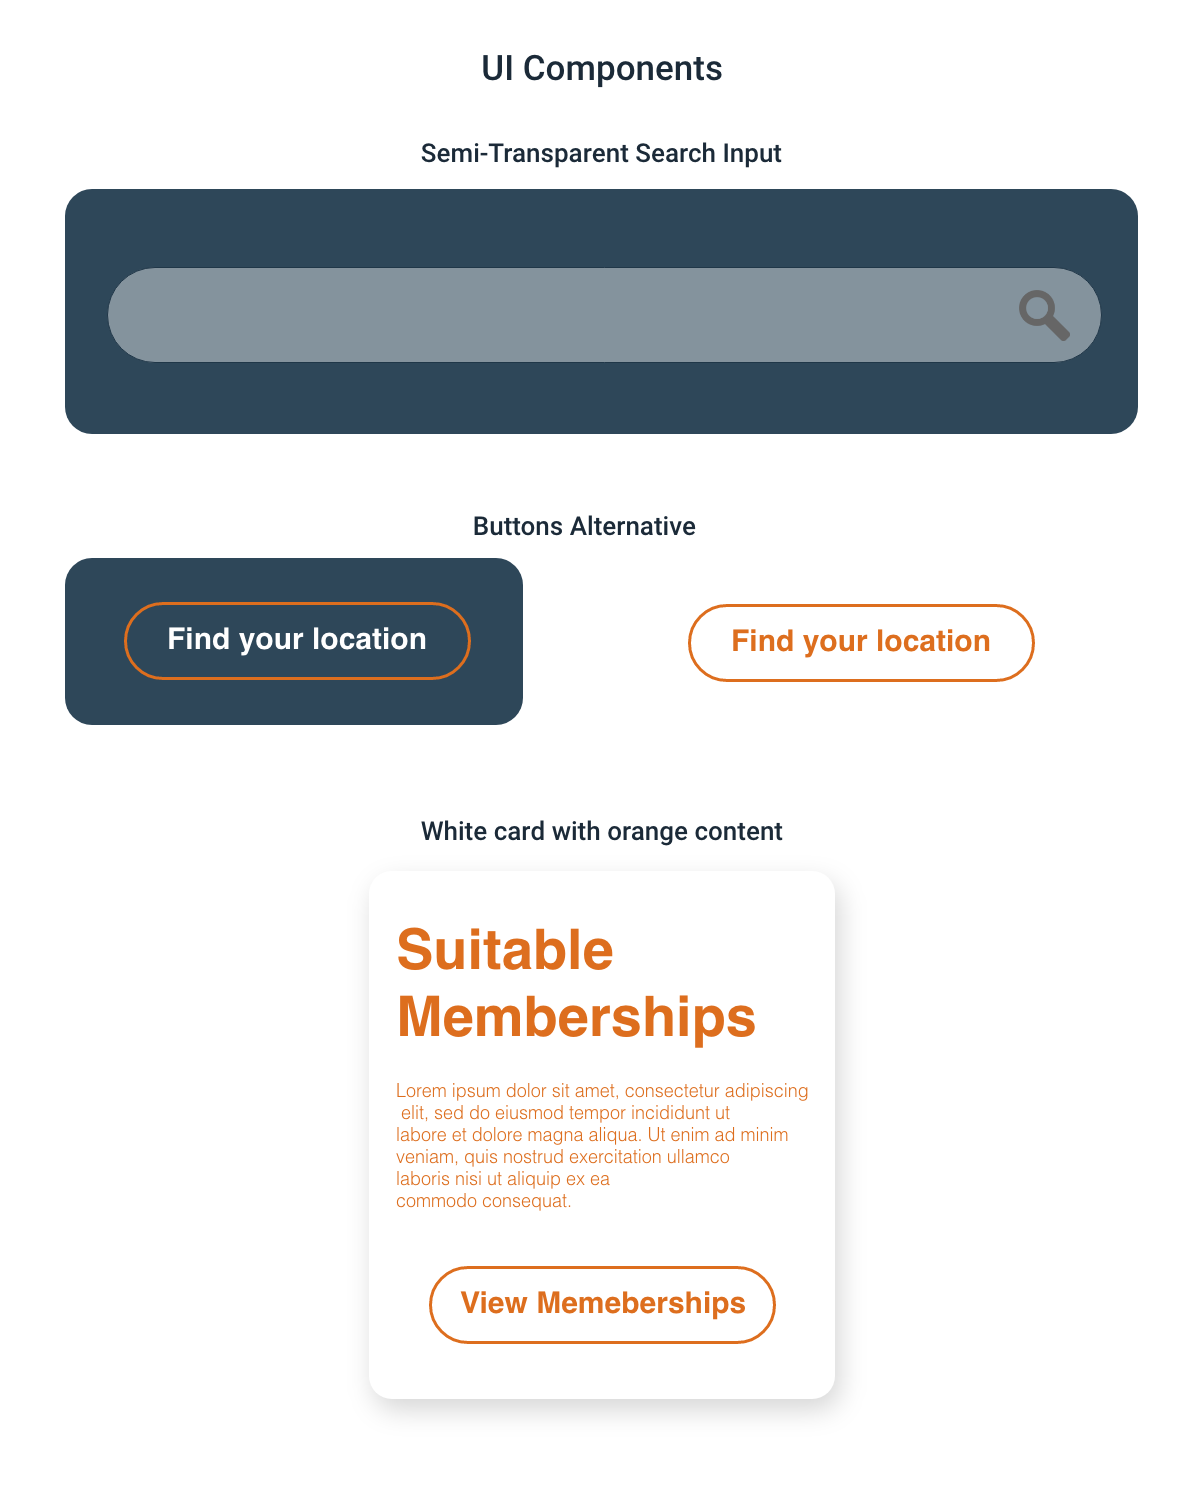 UI Components
Semi-Transparent Search Input
Buttons Alternative
Find your location
Find your location
White card with orange content
Suitable
Memberships
Lorem ipsum dolor sit amet, consectetur adipiscing
elit, sed do eiusmod tempor incididunt ut
labore et dolore magna aliqua. Ut enim ad minim
veniam, quis nostrud exercitation ullamco
laboris nisi ut aliquip ex ea
commodo consequat.
View Memeberships